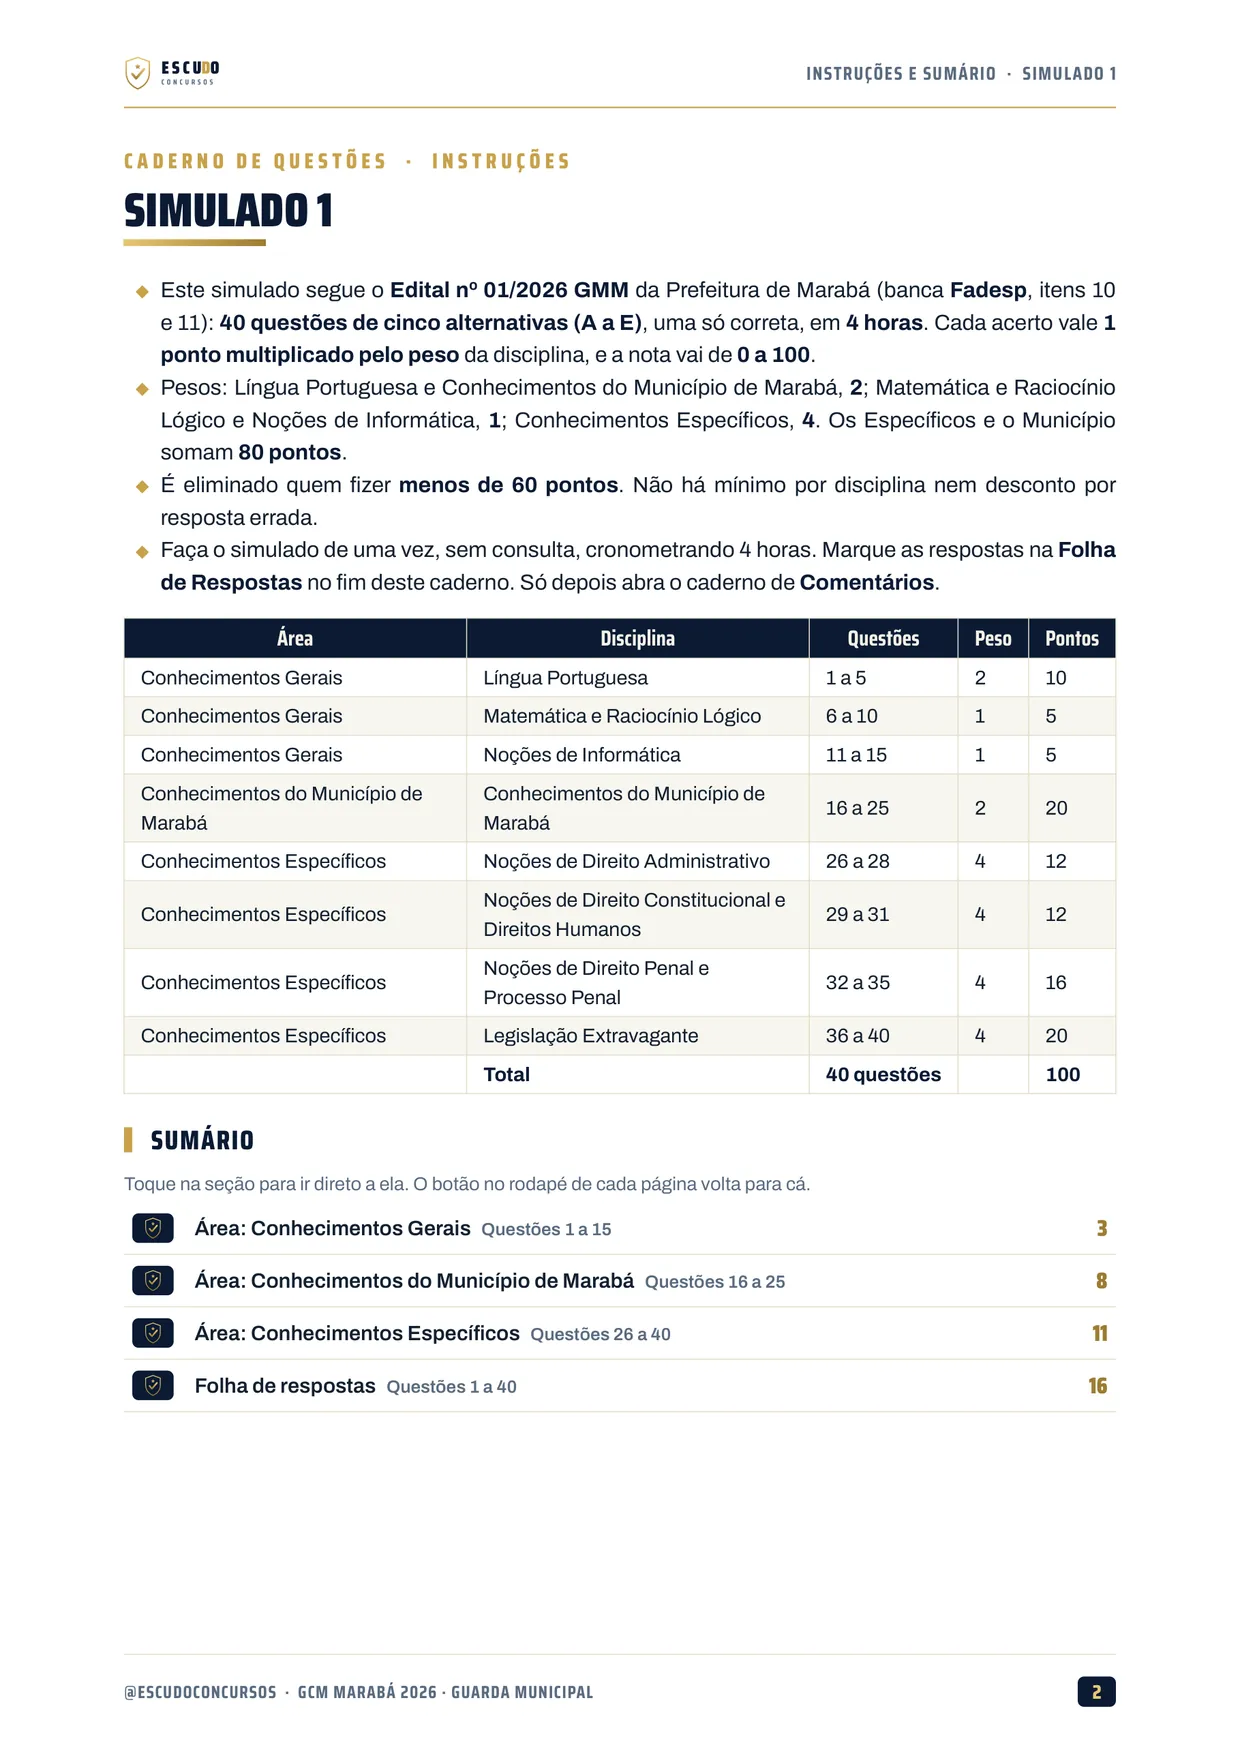 ESCUDO
CONCURSOS
INSTRUÇÕES E SUMÁRIO · SIMULADO 1
CADERNO DE QUESTÕES · INSTRUÇÕES
SIMULADO 1
Este simulado segue o Edital nº 01/2026 GMM da Prefeitura de Marabá (banca Fadesp, itens 10
e 11): 40 questões de cinco alternativas (A a E), uma só correta, em 4 horas. Cada acerto vale 1
ponto multiplicado pelo peso da disciplina, e a nota vai de 0 a 100.
Pesos: Língua Portuguesa e Conhecimentos do Município de Marabá, 2; Matemática e Raciocínio
Lógico e Noções de Informática, 1; Conhecimentos Específicos, 4. Os Específicos e o Município
somam 80 pontos.
É eliminado quem fizer menos de 60 pontos. Não há mínimo por disciplina nem desconto por
resposta errada.
Faça o simulado de uma vez, sem consulta, cronometrando 4 horas. Marque as respostas na Folha
de Respostas no fim deste caderno. Só depois abra o caderno de Comentários.
Área Disciplina Questões Peso Pontos
Conhecimentos Gerais Língua Portuguesa 1 a 5 2 10
Conhecimentos Gerais Matemática e Raciocínio Lógico 6 a 10 1 5
Conhecimentos Gerais Noções de Informática 11 a 15 1 5
Conhecimentos do Município de
Marabá
Conhecimentos do Município de
Marabá
16 a 25 2 20
Conhecimentos Específicos Noções de Direito Administrativo 26 a 28 4 12
Conhecimentos Específicos
Noções de Direito Constitucional e
Direitos Humanos
29 a 31 4 12
Conhecimentos Específicos
Noções de Direito Penal e
Processo Penal
32 a 35 4 16
Conhecimentos Específicos Legislação Extravagante 36 a 40 4 20
Total 40 questões 100
SUMÁRIO
Toque na seção para ir direto a ela. O botão no rodapé de cada página volta para cá.
Área: Conhecimentos Gerais Questões 1 a 15 3
Área: Conhecimentos do Município de Marabá Questões 16 a 25 8
Área: Conhecimentos Específicos Questões 26 a 40 11
Folha de respostas Questões 1 a 40 16
@ESCUDOCONCURSOS · GCM MARABÁ 2026 · GUARDA MUNICIPAL 2